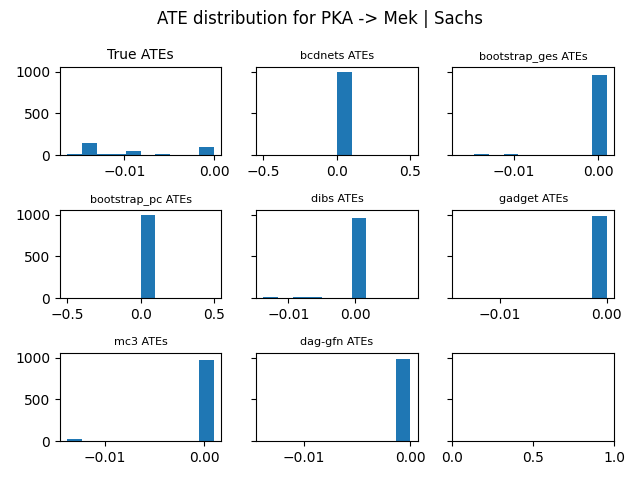 ATE distribution for PKA -> Mek | Sachs
True ATEs
bcdnets ATEs
bootstrap_ges ATEs
1000
500
0
−0.01 0.00
−0.5 0.0 0.5
−0.01 0.00
bootstrap_pc ATEs
dibs ATEs
gadget ATEs
1000
500
0
−0.5 0.0 0.5
−0.01 0.00
−0.01 0.00
mc3 ATEs
dag-gfn ATEs
1000
500
0
−0.01 0.00
−0.01 0.00
0.0 0.5 1.0